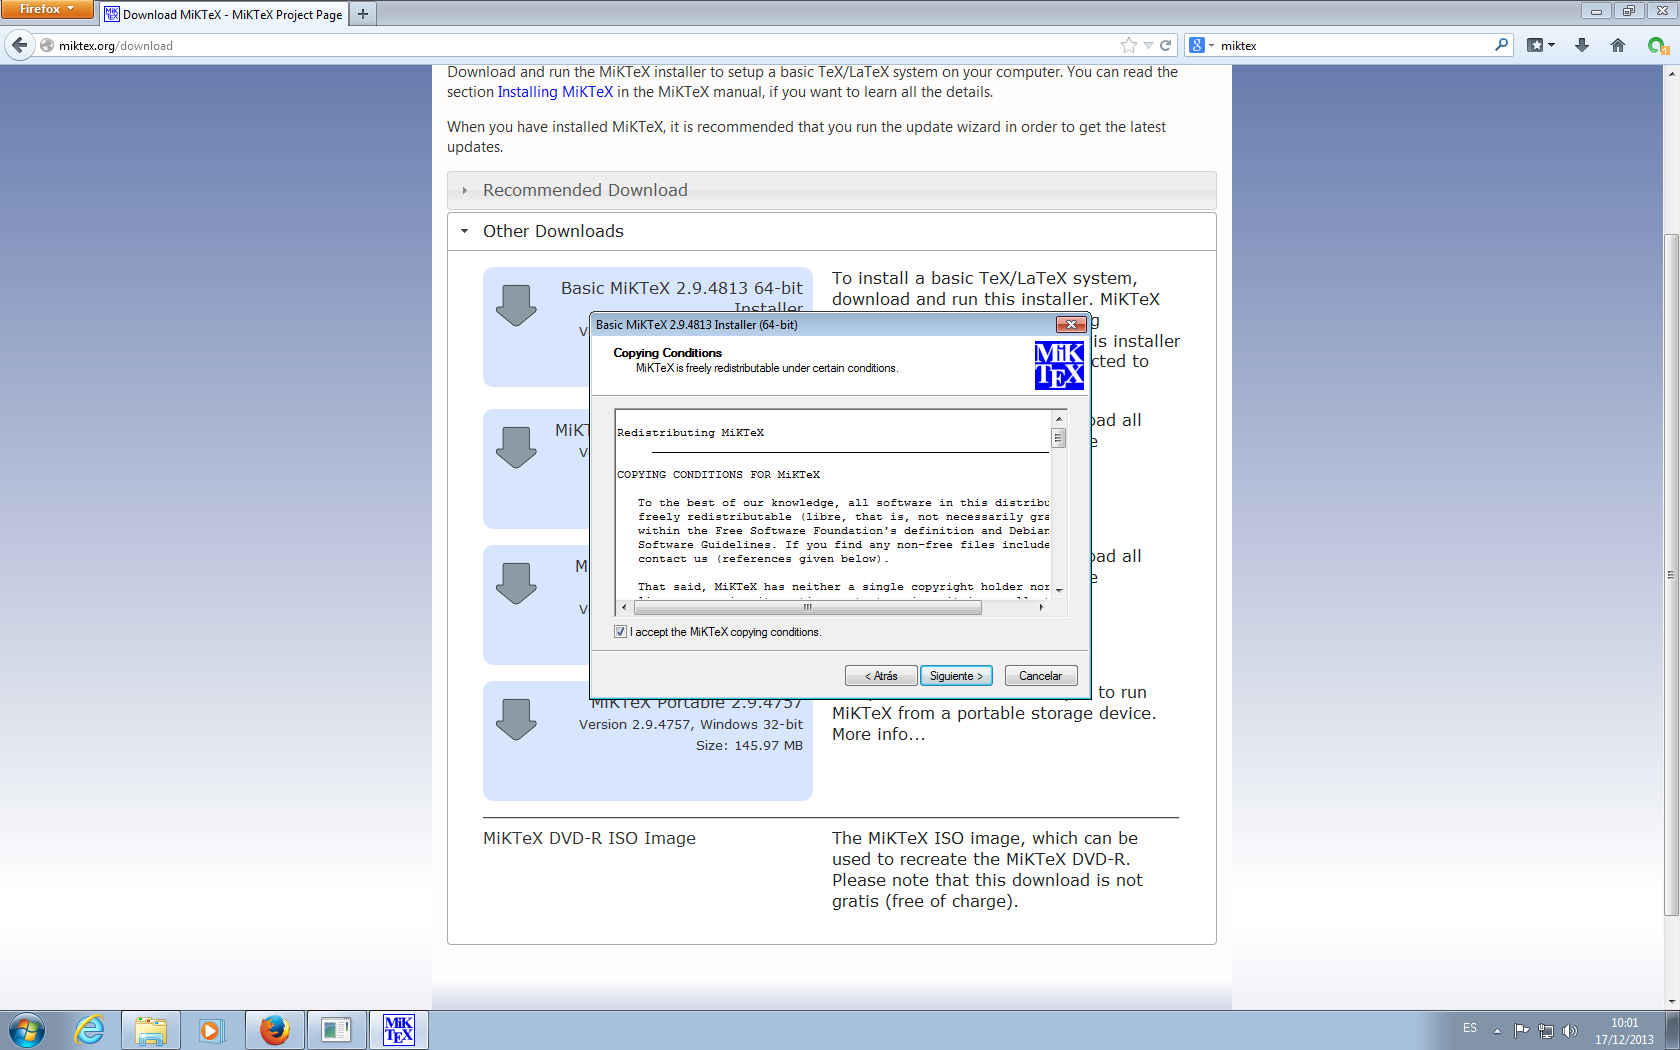 Firefox
Download MiKTeX - MiKTeX Project Page
miktex.org/download
miktex
Download and run the MiKTeX installer to setup a basic TeX/LaTeX system on your computer. You can read the
section Installing MiKTeX in the MiKTeX manual, if you want to learn all the details.
When you have installed MiKTeX, it is recommended that you run the update wizard in order to get the latest
updates.
Recommended Download
Other Downloads
Basic MiKTeX 2.9.4813 64-bit
Installer
To install a basic TeX/LaTeX system,
download and run this installer. MiKTeX
g
is installer
cted to
Basic MiKTeX 2.9.4813 Installer (64-bit)
Copying Conditions
MiKTeX is freely redistributable under certain conditions.
MiK
TEX
Redistributing MiKTeX
COPYING CONDITIONS FOR MiKTeX
To the best of our knowledge, all software in this distribu
freely redistributable (libre, that is, not necessarily gra
within the Free Software Foundation's definition and Debian
Software Guidelines. If you find any non-free files include
contact us (references given below).
That said, MiKTeX has neither a single copyright holder nor
I accept the MiKTeX copying conditions.
< Atrás
Siguiente >
Cancelar
MiKT
oad all
e
M
oad all
e
MiKTeX Portable 2.9.4757
Version 2.9.4757, Windows 32-bit
Size: 145.97 MB
to run
MiKTeX from a portable storage device.
More info...
MiKTeX DVD-R ISO Image
The MiKTeX ISO image, which can be
used to recreate the MiKTeX DVD-R.
Please note that this download is not
gratis (free of charge).
MiK
TEX
ES
10:01
17/12/2013